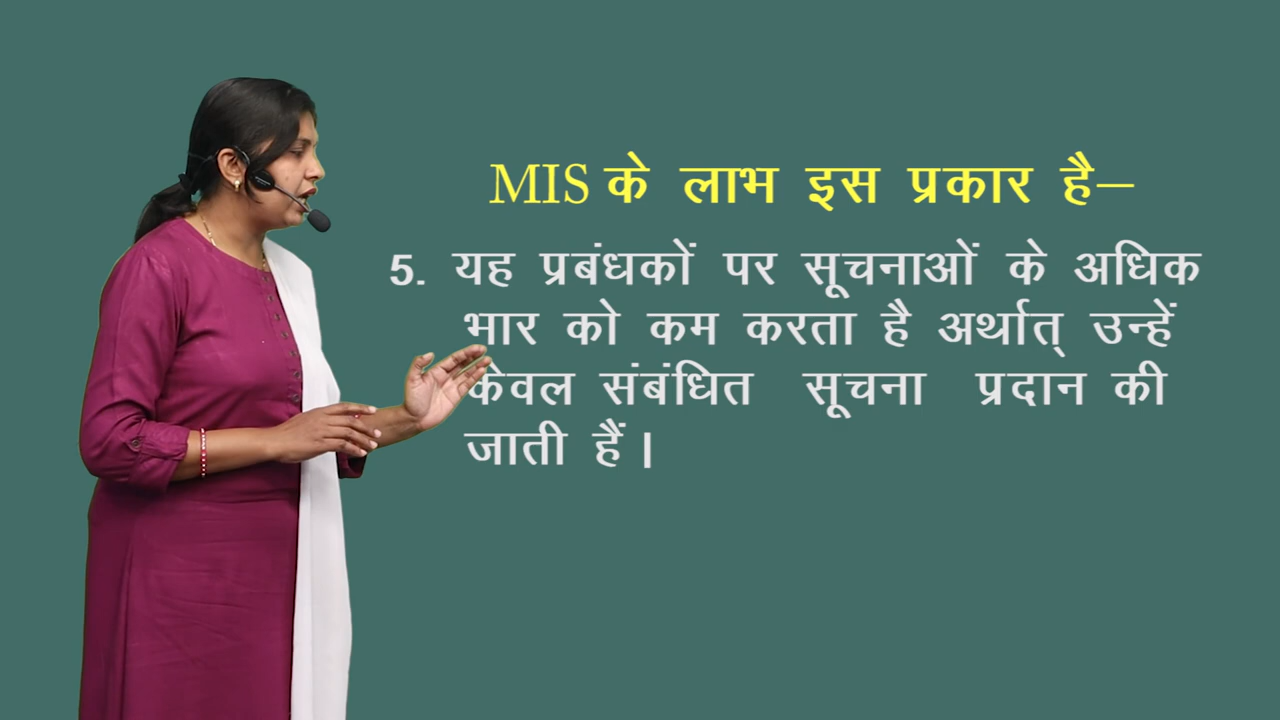 MIS के लाभ इस प्रकार है–
5. यह प्रबंधकों पर सूचनाओं के अधिक
भार को कम करता है अर्थात् उन्हें
केवल संबंधित सूचना प्रदान की
जाती हैं।